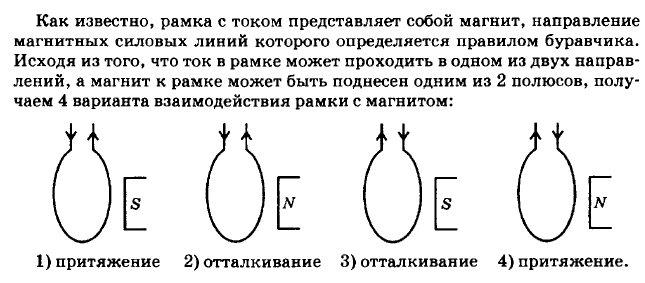 Как известно, рамка с током представляет собой магнит, направление
магнитных силовых линий которого определяется правилом буравчика.
Исходя из того, что ток в рамке может проходить в одном из двух направ-
лений, а магнит к рамке может быть поднесен одним из 2 полюсов, полу-
чаем 4 варианта взаимодействия рамки с магнитом:
S N S N
1) притяжение 2) отталкивание 3) отталкивание 4) притяжение.